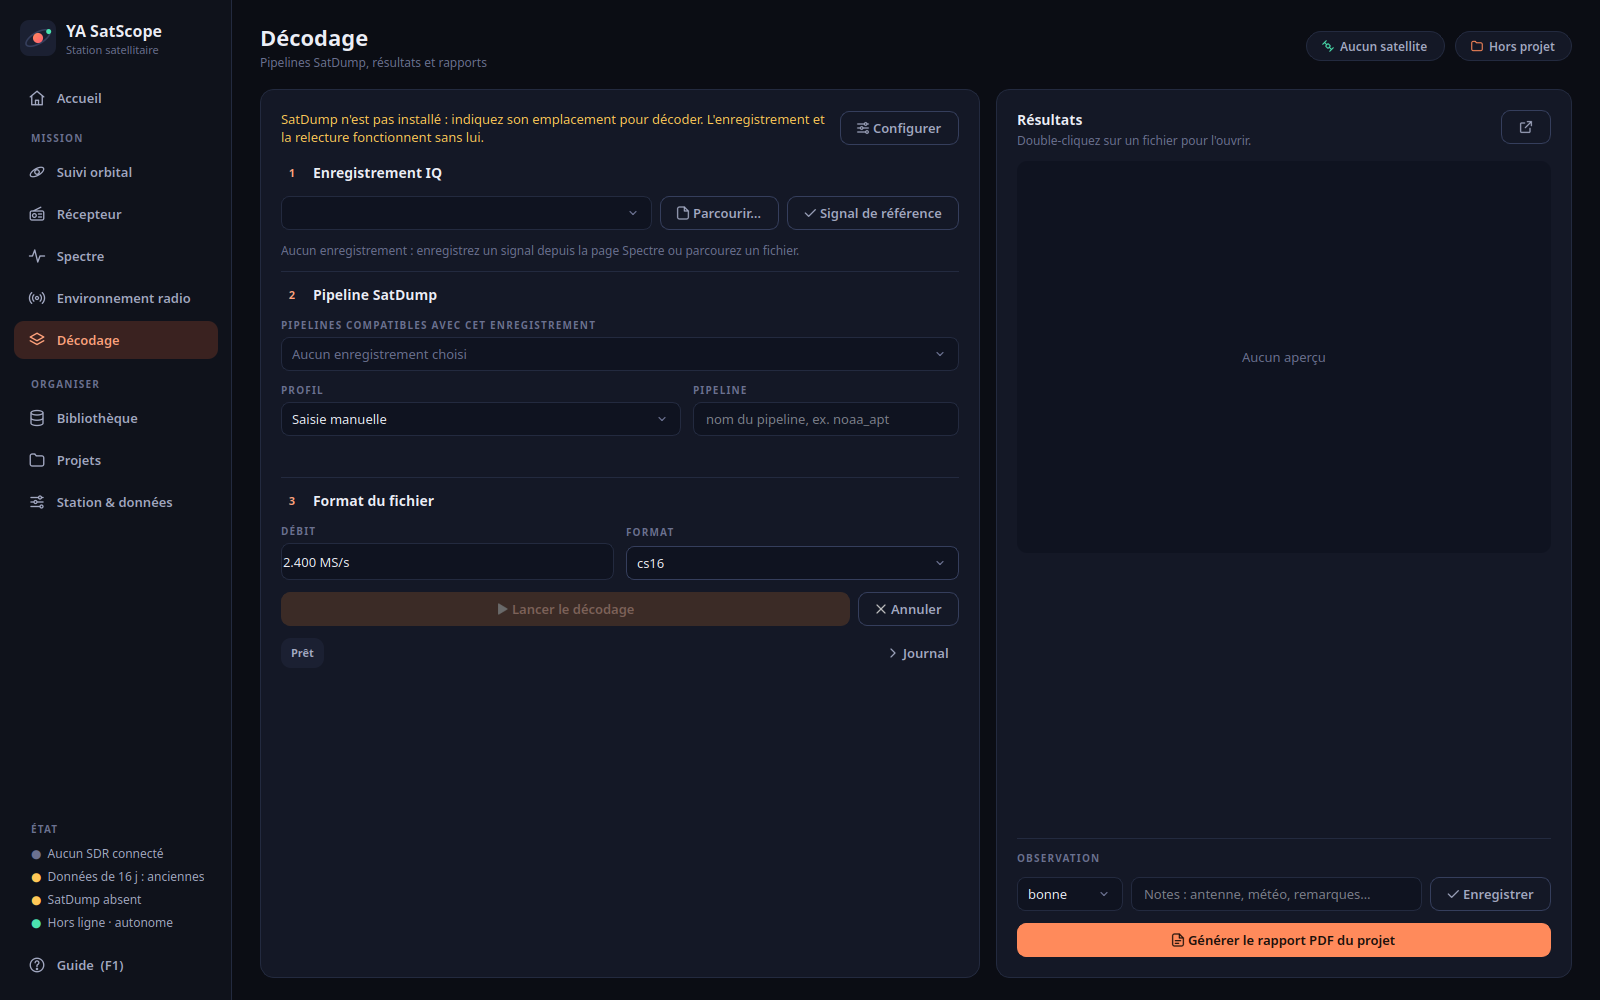 YA SatScope
Station satellitaire
Accueil
MISSION
Suivi orbital
Récepteur
Spectre
Environnement radio
Décodage
ORGANISER
Bibliothèque
Projets
Station & données
ÉTAT
Aucun SDR connecté
Données de 16 j : anciennes
SatDump absent
Hors ligne · autonome
Guide (F1)
Décodage
Pipelines SatDump, résultats et rapports
Aucun satellite
Hors projet
SatDump n'est pas installé : indiquez son emplacement pour décoder. L'enregistrement et
la relecture fonctionnent sans lui.
Configurer
1 Enregistrement IQ
Parcourir...
Signal de référence
Aucun enregistrement : enregistrez un signal depuis la page Spectre ou parcourez un fichier.
2 Pipeline SatDump
PIPELINES COMPATIBLES AVEC CET ENREGISTREMENT
Aucun enregistrement choisi
PROFIL
PIPELINE
Saisie manuelle
nom du pipeline, ex. noaa_apt
3 Format du fichier
DÉBIT
FORMAT
2.400 MS/s
cs16
Lancer le décodage
Annuler
Prêt
Journal
Résultats
Double-cliquez sur un fichier pour l'ouvrir.
Aucun aperçu
OBSERVATION
bonne
Notes : antenne, météo, remarques...
Enregistrer
Générer le rapport PDF du projet